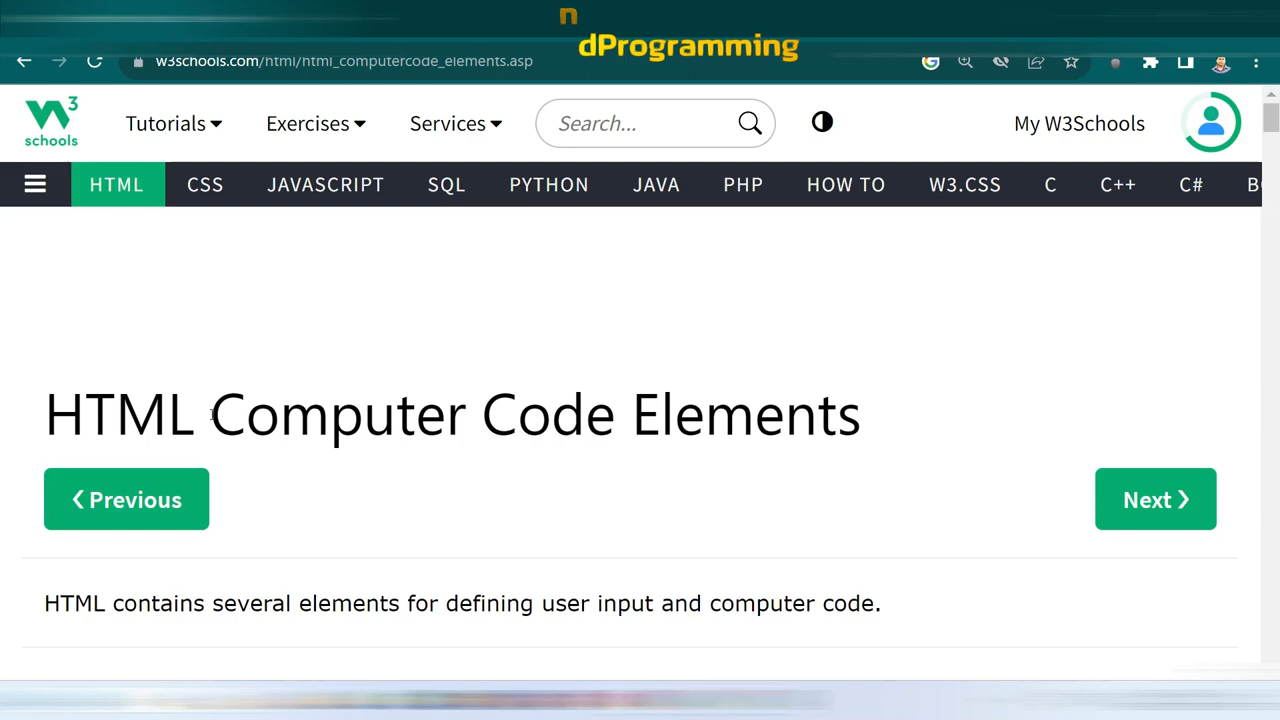 n
dProgramming
w3schools.com/html/html_computercode_elements.asp
W3
schools
Tutorials Exercises Services Search... My W3Schools
HTML CSS JAVASCRIPT SQL PYTHON JAVA PHP HOW TO W3.CSS C C++ C#
HTML Computer Code Elements
❮ Previous Next ❯
HTML contains several elements for defining user input and computer code.